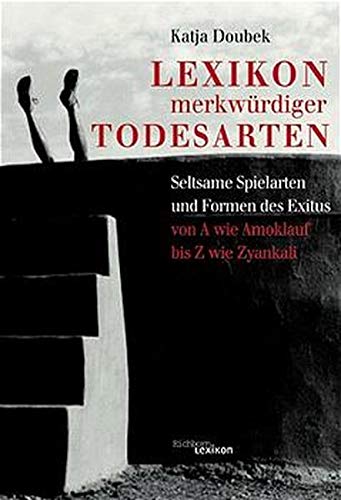 Katja Doubek
LEXIKON
merkwürdiger
TODESARTEN
Seltsame Spielarten
und Formen des Exitus
von A wie Amoklauf
bis Z wie Zyankali
Eichborn
Lexikon